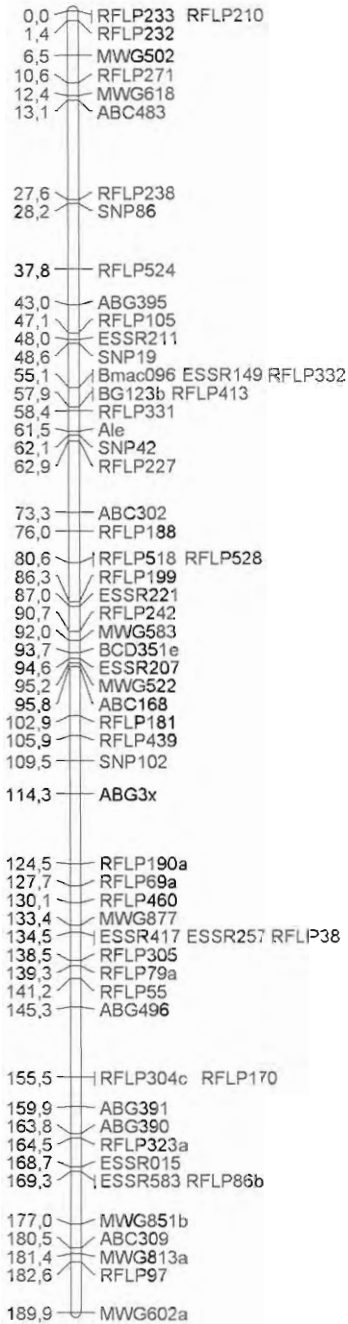 0,0 RFLP233 RFLP210
1,4 RFLP232
6,5 MWG502
10,6 RFLP271
12,4 MWG618
13,1 ABC483
27,6 RFLP238
28,2 SNP86
37,8 RFLP524
43,0 ABG395
47,1 RFLP105
48,0 ESSR211
48,6 SNP19
55,1 Bmac096 ESSR149 RFLP332
57,9 BG123b RFLP413
58,4 RFLP331
61,5 Ale
62,1 SNP42
62,9 RFLP227
73,3 ABC302
76,0 RFLP188
80,6 RFLP518 RFLP528
86,3 RFLP199
87,0 ESSR221
90,7 RFLP242
92,0 MWG583
93,7 BCD351e
94,6 ESSR207
95,2 MWG522
95,8 ABC168
102,9 RFLP181
105,9 RFLP439
109,5 SNP102
114,3 ABG3x
124,5 RFLP190a
127,7 RFLP69a
130,1 RFLP460
133,4 MWG877
134,5 ESSR417 ESSR257 RFLP38
138,5 RFLP305
139,3 RFLP79a
141,2 RFLP55
145,3 ABG496
155,5 RFLP304c RFLP170
159,9 ABG391
163,8 ABG390
164,5 RFLP323a
168,7 ESSR015
169,3 ESSR583 RFLP86b
177,0 MWG851b
180,5 ABC309
181,4 MWG813a
182,6 RFLP97
189,9 MWG602a